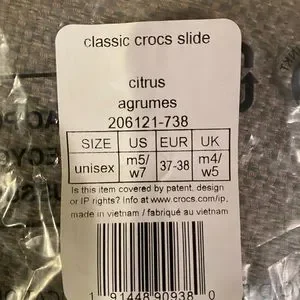 classic crocs slide
citrus
agrumes
206121-738
SIZE US EUR UK
unisex m5/w7 37-38 m4/w5
Is this item covered by patent, design
or IP rights? Info at www.crocs.com/ip.
made in vietnam / fabriqué au vietnam
1 91448 90938 0